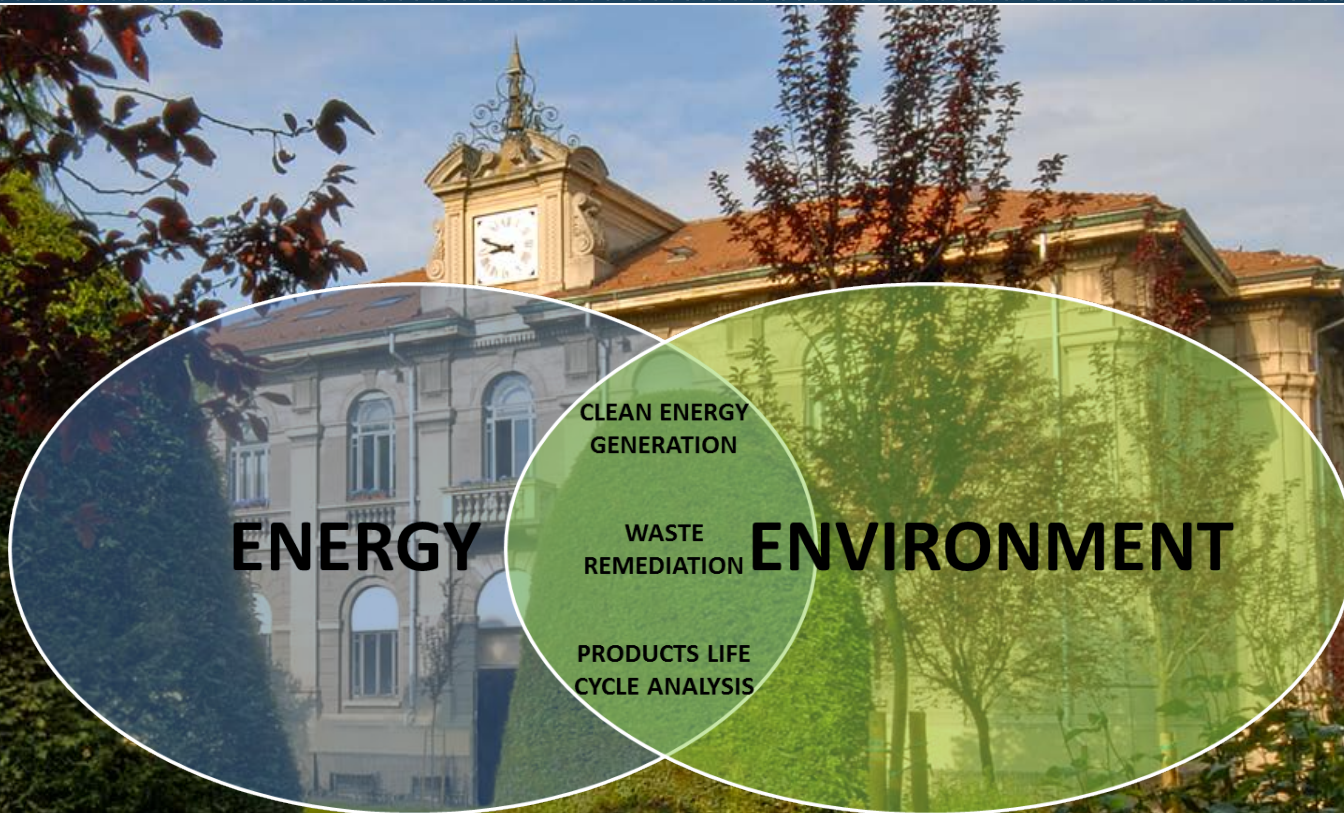 CLEAN ENERGY
GENERATION
ENERGY
WASTE
REMEDIATION
ENVIRONMENT
PRODUCTS LIFE
CYCLE ANALYSIS